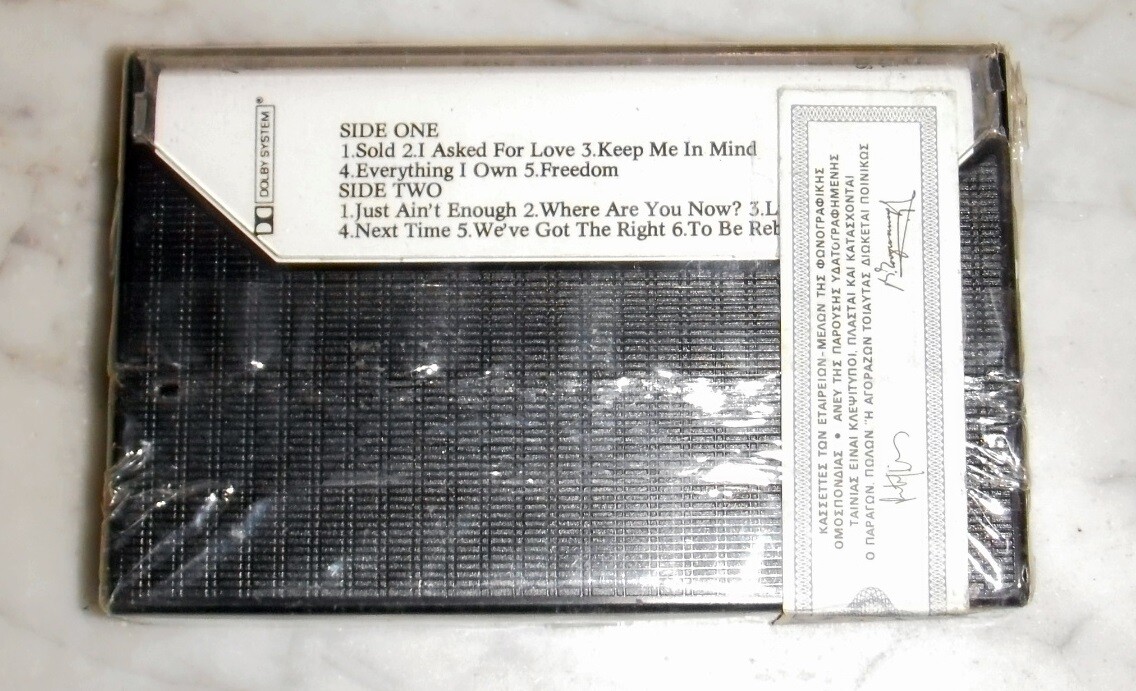 DOLBY SYSTEM®
SIDE ONE
1.Sold 2.I Asked For Love 3.Keep Me In Mind
4.Everything I Own 5.Freedom
SIDE TWO
1.Just Ain't Enough 2.Where Are You Now? 3.L
4.Next Time 5.We've Got The Right 6.To Be Reb
ΚΑΣΣΕΤΤΕΣ ΤΩΝ ΕΤΑΙΡΕΙΩΝ-ΜΕΛΩΝ ΤΗΣ ΦΩΝΟΓΡΑΦΙΚΗΣ
ΟΜΟΣΠΟΝΔΙΑΣ • ΑΝΕΥ ΤΗΣ ΠΑΡΟΥΣΗΣ ΥΔΑΤΟΓΡΑΦΗΜΕΝΗΣ
ΤΑΙΝΙΑΣ ΕΙΝΑΙ ΚΛΕΨΙΤΥΠΟΙ, ΠΛΑΣΤΑΙ ΚΑΙ ΚΑΤΑΣΧΟΝΤΑΙ
Ο ΠΑΡΑΓΩΝ, ΠΩΛΩΝ "Η ΑΓΟΡΑΖΩΝ ΤΟΙΑΥΤΑΣ ΔΙΩΚΕΤΑΙ ΠΟΙΝΙΚΩΣ